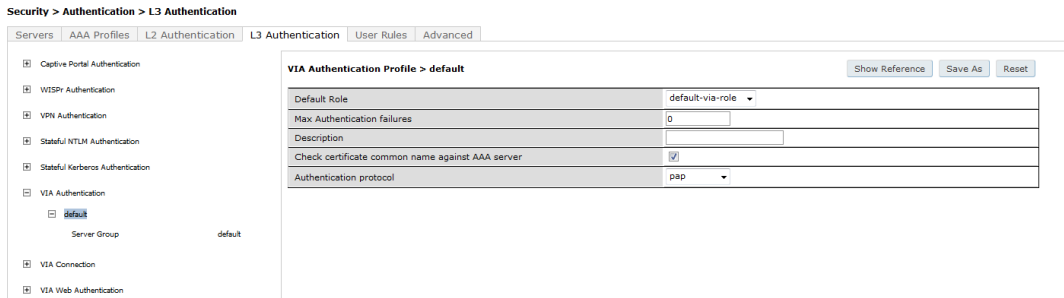 Security > Authentication > L3 Authentication
Servers AAA Profiles L2 Authentication L3 Authentication User Rules Advanced
Captive Portal Authentication
WISPr Authentication
VPN Authentication
Stateful NTLM Authentication
Stateful Kerberos Authentication
VIA Authentication
default
Server Group default
VIA Connection
VIA Web Authentication
VIA Authentication Profile > default Show Reference Save As Reset
Default Role default-via-role
Max Authentication failures 0
Description
Check certificate common name against AAA server
Authentication protocol pap